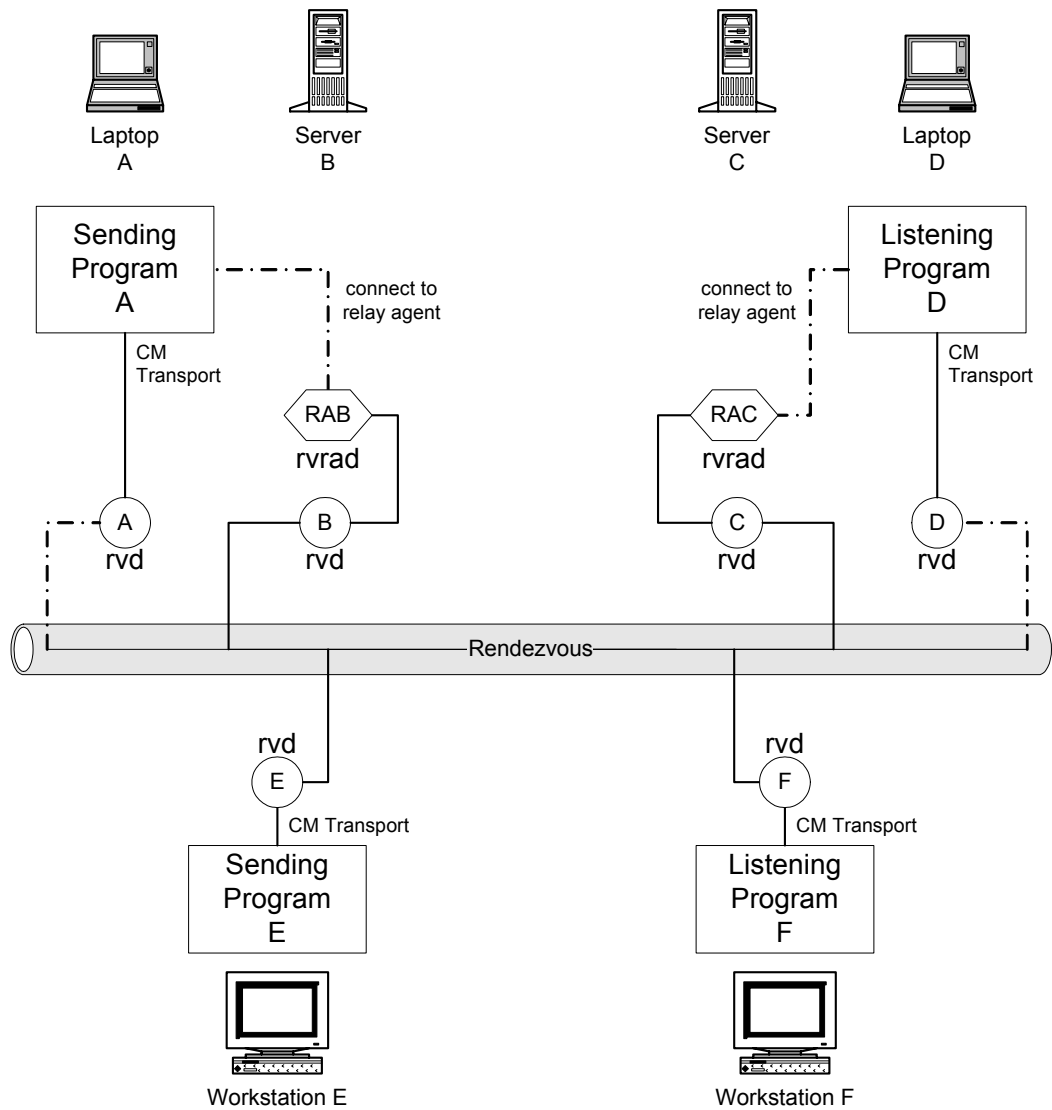 Laptop
A
Server
B
Server
C
Laptop
D
Sending
Program
A
Listening
Program
D
connect to
relay agent
connect to
relay agent
CM
Transport
CM
Transport
RAB
rvrad
RAC
rvrad
A
rvd
B
rvd
C
rvd
D
rvd
Rendezvous
rvd
E
rvd
F
CM Transport
CM Transport
Sending
Program
E
Listening
Program
F
Workstation E
Workstation F